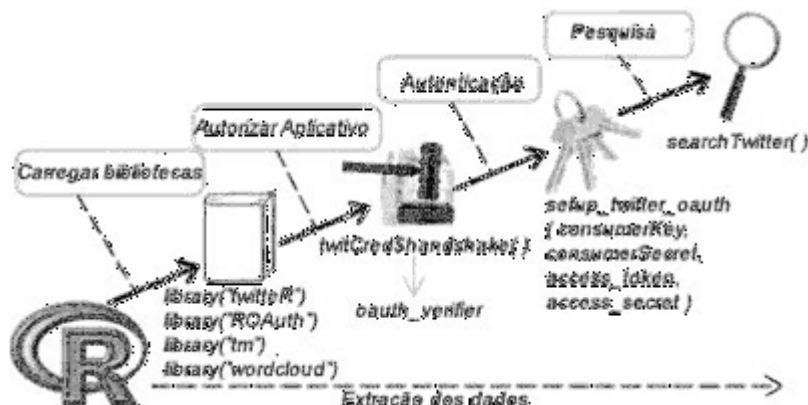 Pesquisa
Autenticação
Autorizar Aplicativo
Carregar bibliotecas
searchTwitter( )
setup_twitter_oauth
( consumerKey,
consumerSecret,
access_token,
access_secret )
twitCred$handshake( )
oauth_verifier
library("twitteR")
library("ROAuth")
library("tm")
library("wordcloud")
R
Extração dos dados